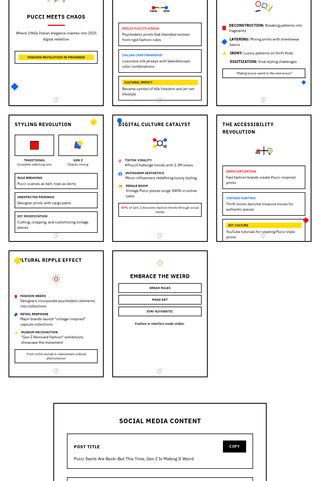 PUCCI MEETS CHAOS
Where 1960s Italian elegance crashes into 2025
digital rebellion
FASHION REVOLUTION IN PROGRESS
EMILIO PUCCI'S VISION
Psychedelic prints that liberated women
from rigid fashion rules
ITALIAN CRAFTSMANSHIP
Luxurious silk jerseys with kaleidoscopic
color combinations
CULTURAL IMPACT
Became symbol of 60s freedom and jet-set
lifestyle
DECONSTRUCTION: Breaking patterns into
fragments
LAYERING: Mixing prints with streetwear
basics
IRONY: Luxury patterns on thrift finds
DIGITIZATION: Viral styling challenges
"Making luxury weird is the new luxury"
STYLING REVOLUTION
TRADITIONAL
Complete matching sets
GEN Z
Chaotic mixing
RULE BREAKING
Pucci scarves as belts, tops as skirts
UNEXPECTED PAIRINGS
Designer prints with cargo pants
DIY MODIFICATION
Cutting, cropping, and customizing vintage
pieces
DIGITAL CULTURE CATALYST
TIKTOK VIRALITY
#PucciChallenge trends with 2.3M views
INSTAGRAM AESTHETICS
Micro-influencers redefining luxury styling
RESALE BOOM
Vintage Pucci searches surge 340% in online
sales
of Gen Z discovers fashion trends through social
media
THE ACCESSIBILITY
REVOLUTION
DEMOCRATIZATION
Fast fashion brands create Pucci-inspired
prints
VINTAGE HUNTING
Thrift stores become treasure troves for
authentic pieces
DIY CULTURE
YouTube tutorials for creating Pucci-style
prints
CULTURAL RIPPLE EFFECT
FASHION WEEKS
Designers incorporate psychedelic elements
into collections
RETAIL RESPONSE
Major brands launch "vintage-inspired"
capsule collections
MUSEUM RECOGNITION
"Gen Z Remixed Fashion" exhibitions
showcase the movement
From niche revival to mainstream cultural
phenomenon
EMBRACE THE WEIRD
BREAK RULES
MAKE ART
STAY AUTHENTIC
Fashion is rebellion made visible.
SOCIAL MEDIA CONTENT
POST TITLE
COPY
Pucci Swirls Are Back—But This Time, Gen Z Is Making It Weird